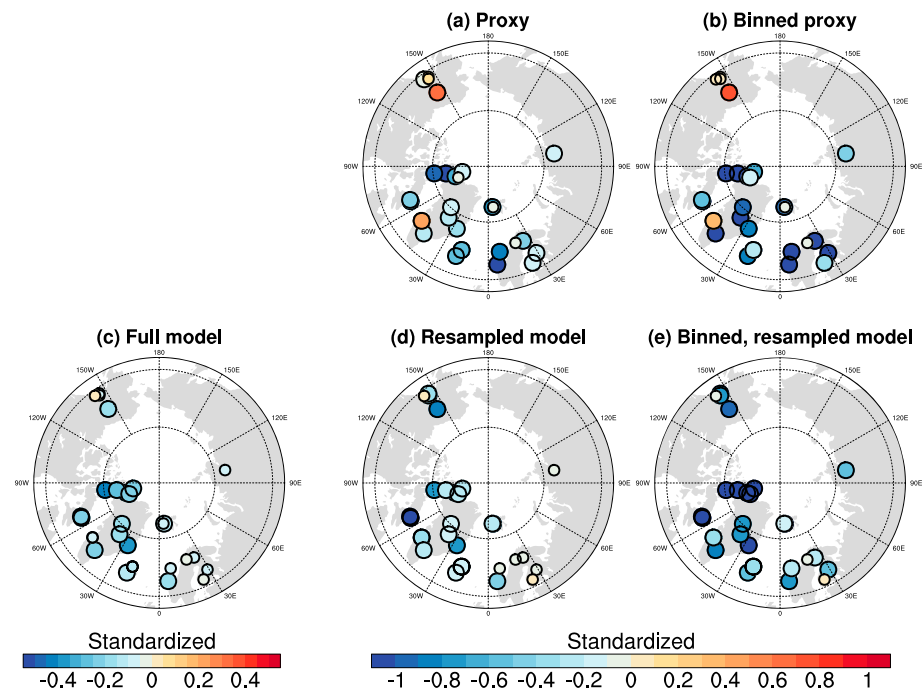 (a) Proxy (b) Binned proxy
180 180
150W 150E 150W 150E
120W 120E 120W 120E
90W 90E 90W 90E
60W 60E 60W 60E
30W 30E 30W 30E
0 0
(c) Full model (d) Resampled model (e) Binned, resampled model
180 180 180
150W 150E 150W 150E 150W 150E
120W 120E 120W 120E 120W 120E
90W 90E 90W 90E 90W 90E
60W 60E 60W 60E 60W 60E
30W 30E 30W 30E 30W 30E
0 0 0
Standardized Standardized
-0.4 -0.2 0 0.2 0.4 -1 -0.8 -0.6 -0.4 -0.2 0 0.2 0.4 0.6 0.8 1